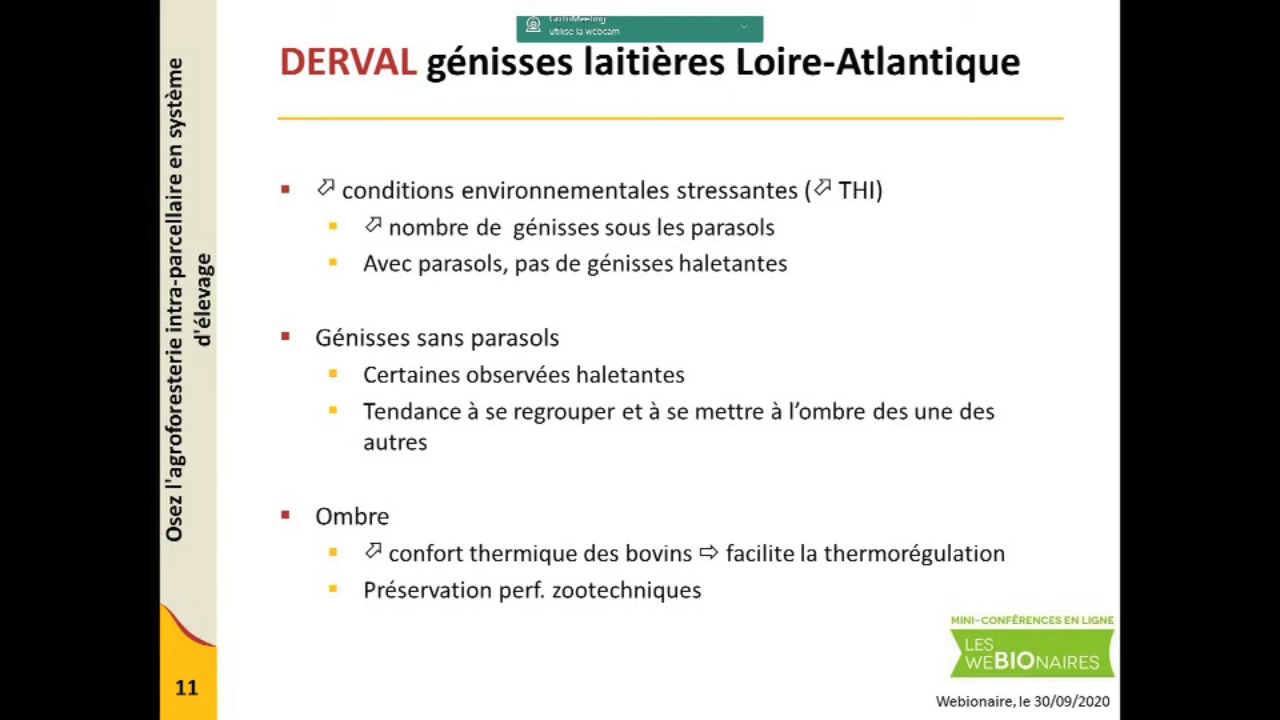 utilise la webcam
DERVAL génisses laitières Loire-Atlantique
⬀ conditions environnementales stressantes (⬀ THI)
⬀ nombre de génisses sous les parasols
Avec parasols, pas de génisses haletantes
Génisses sans parasols
Certaines observées haletantes
Tendance à se regrouper et à se mettre à l'ombre des une des
autres
Ombre
⬀ confort thermique des bovins ⇨ facilite la thermorégulation
Préservation perf. zootechniques
Osez l'agroforesterie intra-parcellaire en système
d'élevage
11
MINI-CONFÉRENCES EN LIGNE
LES
WEBIONAIRES
Webionaire, le 30/09/2020